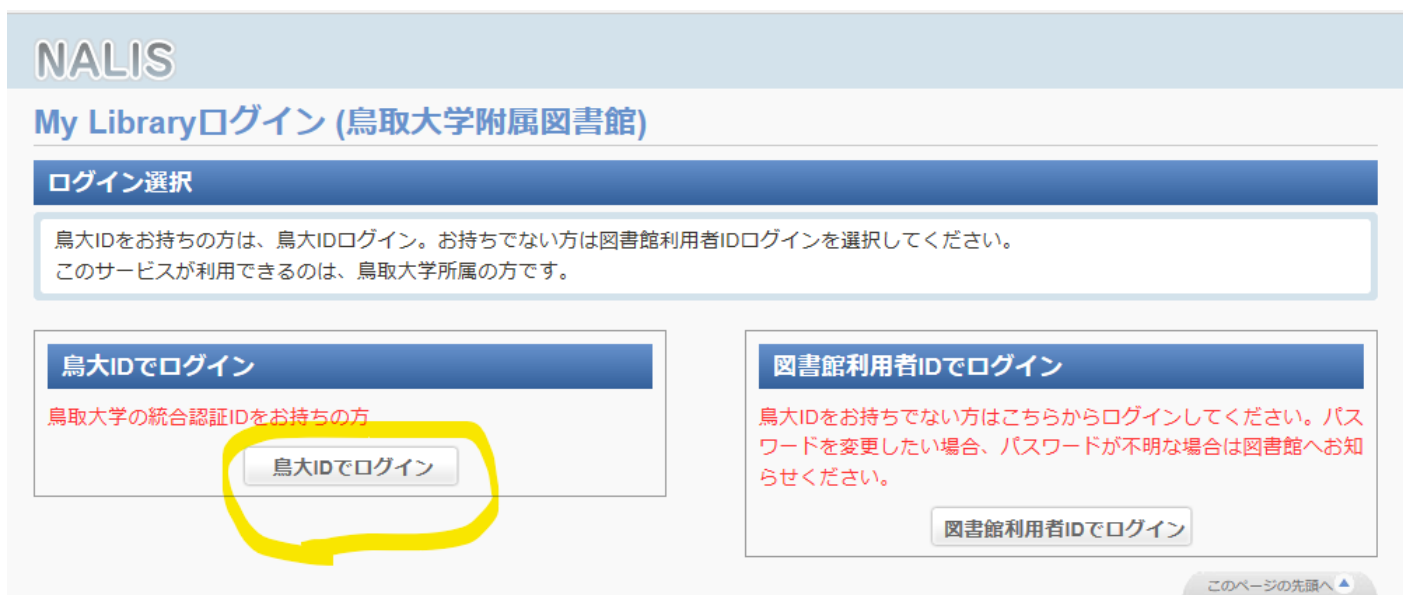 NALIS
My Libraryログイン (鳥取大学附属図書館)
ログイン選択
鳥大IDをお持ちの方は、鳥大IDログイン。お持ちでない方は図書館利用者IDログインを選択してください。
このサービスが利用できるのは、鳥取大学所属の方です。
鳥大IDでログイン
鳥取大学の統合認証IDをお持ちの方
鳥大IDでログイン
図書館利用者IDでログイン
鳥大IDをお持ちでない方はこちらからログインしてください。パス
ワードを変更したい場合、パスワードが不明な場合は図書館へお知
らせください。
図書館利用者IDでログイン
このページの先頭へ